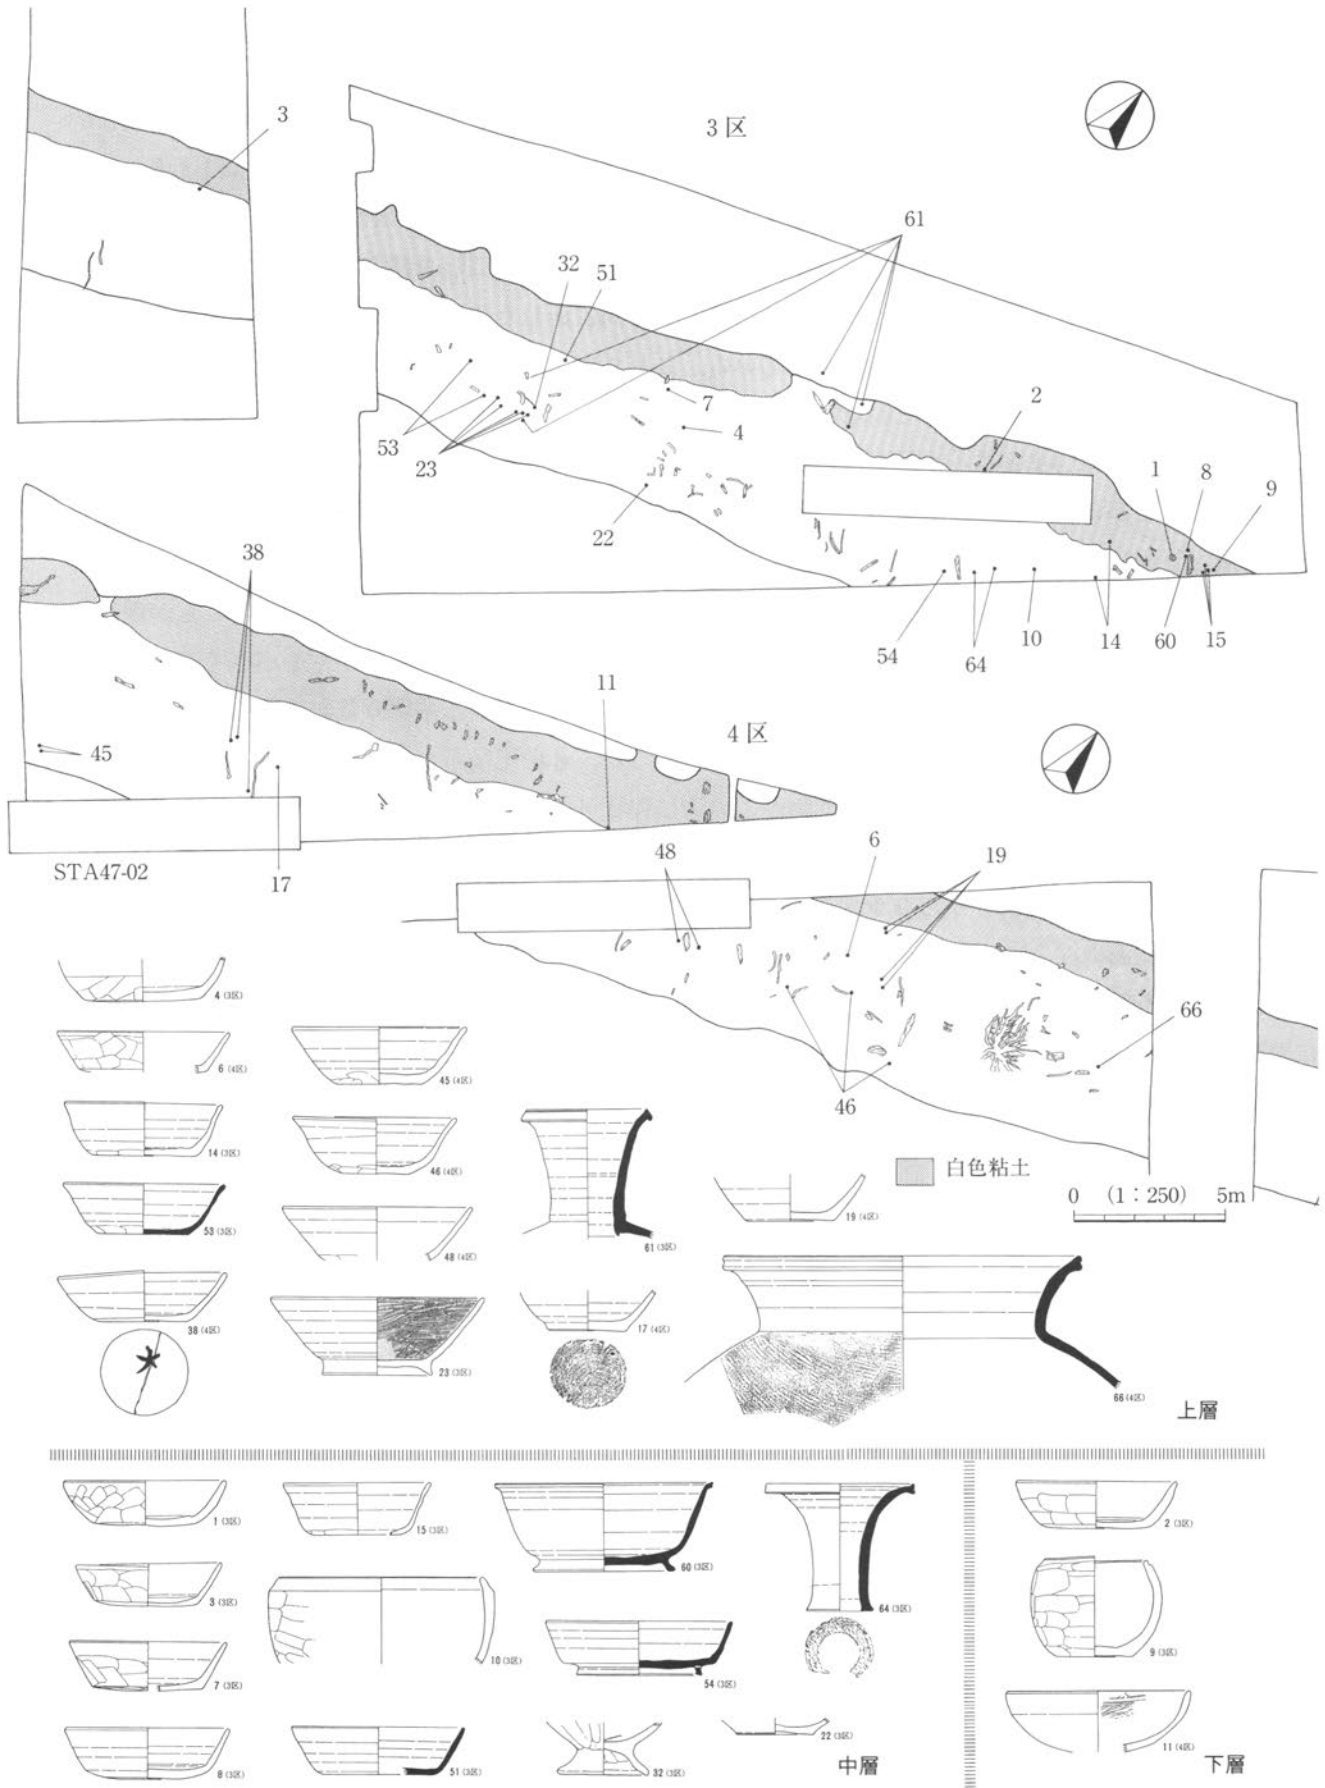 3
3区
61
32
51
7
4
2
1
8
9
53
23
22
54
64
10
14
60
15
38
11
4区
45
STA47-02
17
48
6
19
66
46
白色粘土
0 (1：250) 5m
4 (3区)
6 (4区)
45 (4区)
14 (3区)
46 (4区)
19 (4区)
53 (3区)
48 (4区)
61 (3区)
38 (4区)
17 (4区)
23 (3区)
66 (4区)
上層
1 (3区)
15 (3区)
2 (3区)
60 (3区)
3 (3区)
64 (3区)
9 (3区)
10 (3区)
7 (3区)
54 (3区)
22 (3区)
11 (4区)
8 (3区)
51 (3区)
32 (3区)
中層
下層